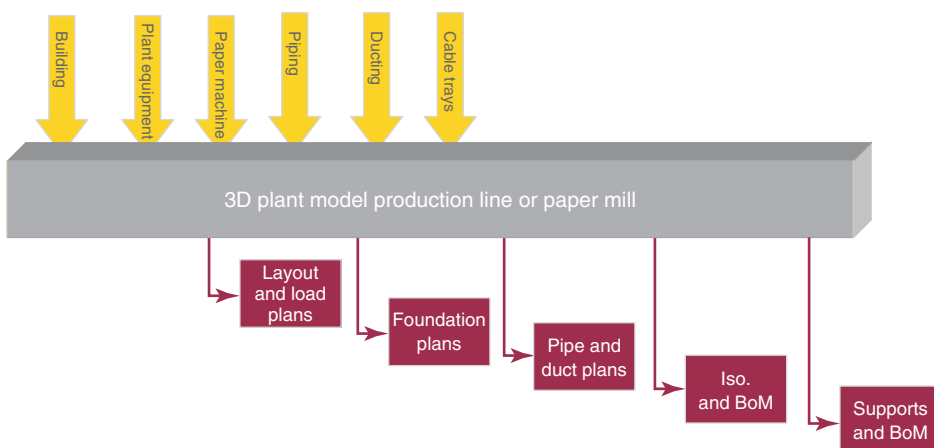 Building
Plant equipment
Paper machine
Piping
Ducting
Cable trays
3D plant model production line or paper mill
Layout
and load
plans
Foundation
plans
Pipe and
duct plans
Iso.
and BoM
Supports
and BoM